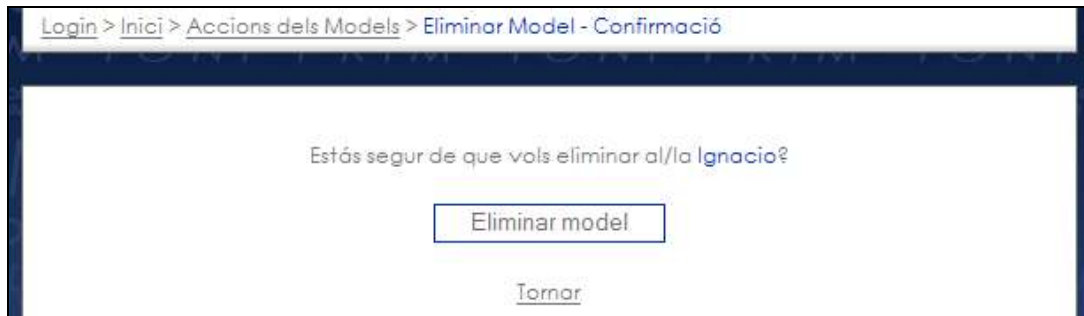 Login > Inici > Accions dels Models > Eliminar Model - Confirmació
Estás segur de que vols eliminar al/la Ignacio?
Eliminar model
Tornar